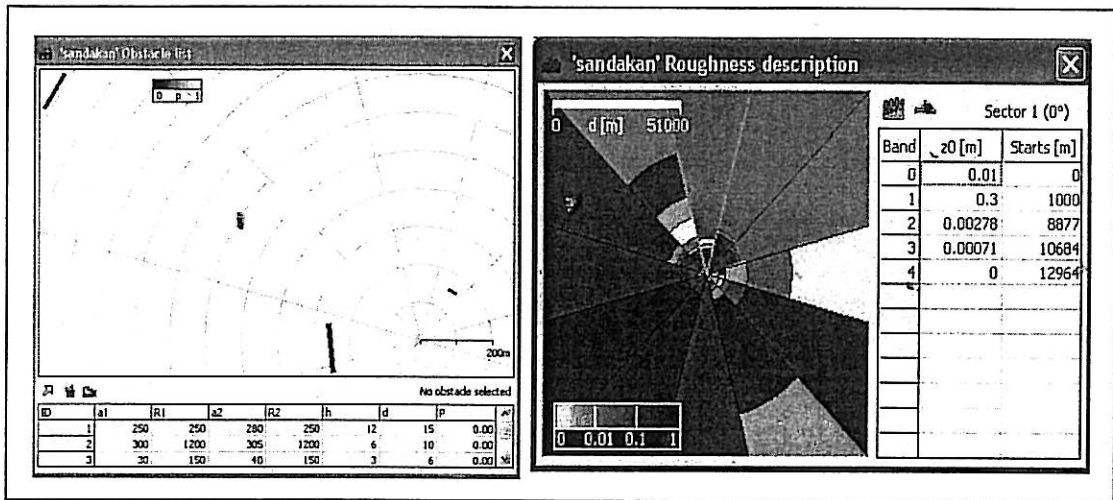 'sandakan' Obstacle list
0 p 1
200m
No obstacle selected
ID a1 R1 a2 R2 h d P
1 250 250 280 250 12 15 0.00
2 300 1200 305 1200 6 10 0.00
3 30 150 40 150 3 6 0.00
'sandakan' Roughness description
0 d [m] 51000
0 0.01 0.1 1
Sector 1 (0°)
Band z0 [m] Starts [m]
0 0.01 0
1 0.3 1000
2 0.00278 8877
3 0.00071 10684
4 0 12964